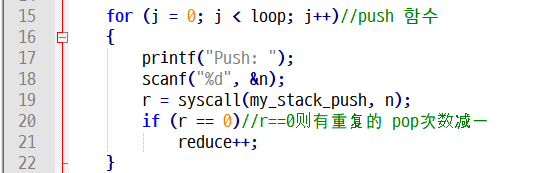 15 for (j = 0; j < loop; j++)//push 함수
16 {
17 printf("Push: ");
18 scanf("%d", &n);
19 r = syscall(my_stack_push, n);
20 if (r == 0)//r==0则有重复的 pop次数减一
21 reduce++;
22 }